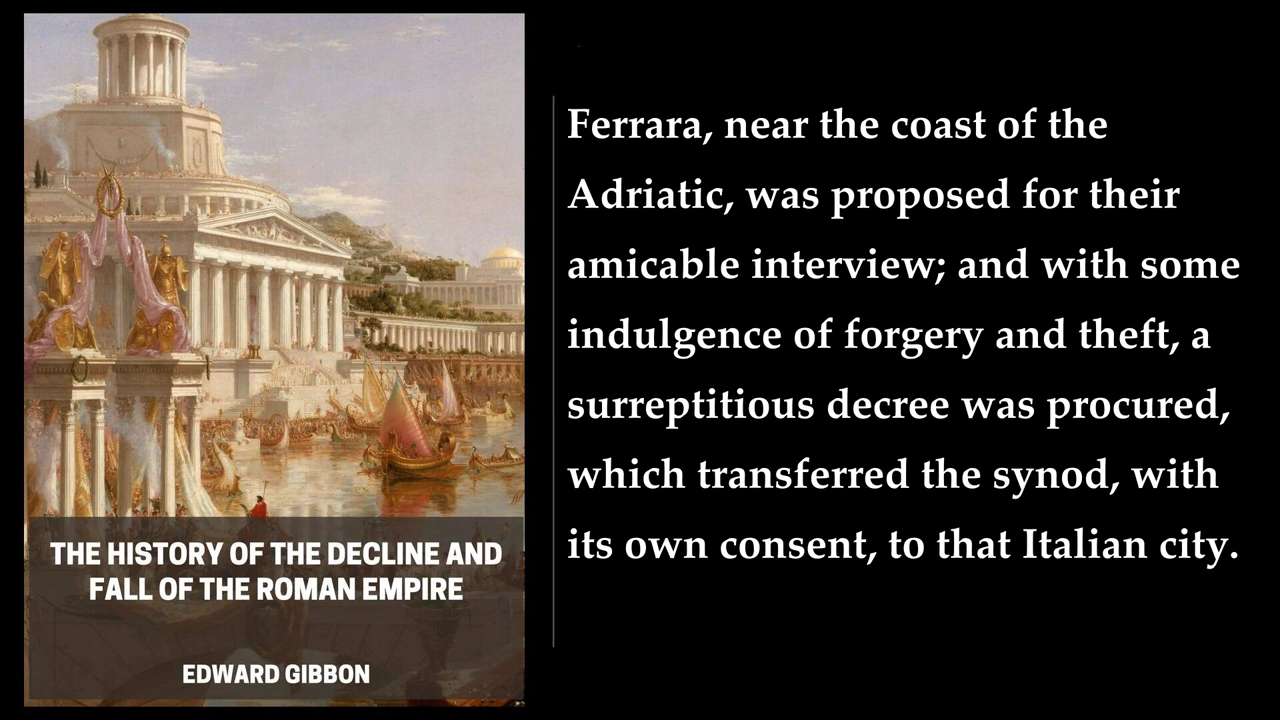 THE HISTORY OF THE DECLINE AND
FALL OF THE ROMAN EMPIRE
EDWARD GIBBON
Ferrara, near the coast of the
Adriatic, was proposed for their
amicable interview; and with some
indulgence of forgery and theft, a
surreptitious decree was procured,
which transferred the synod, with
its own consent, to that Italian city.